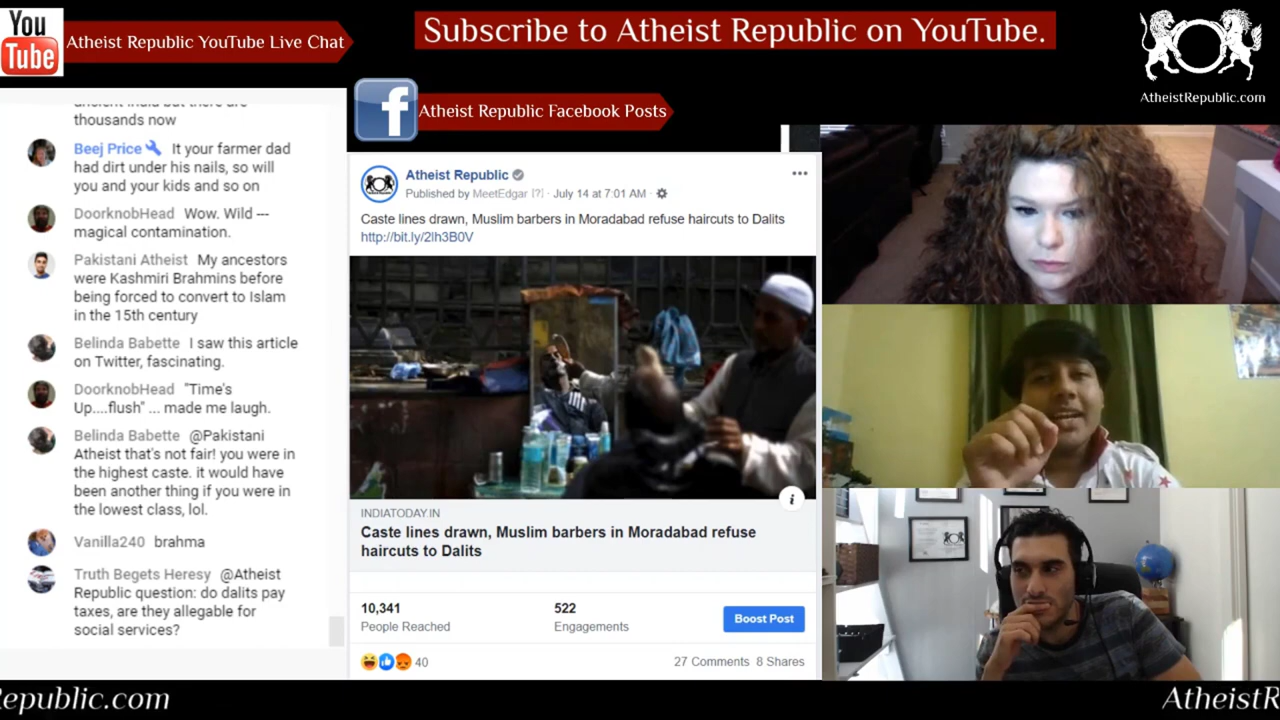 You
Tube
Atheist Republic YouTube Live Chat
Subscribe to Atheist Republic on YouTube.
AtheistRepublic.com
f
Atheist Republic Facebook Posts
ancient India but there are
thousands now
Beej Price It your farmer dad
had dirt under his nails, so will
you and your kids and so on
DoorknobHead Wow. Wild ---
magical contamination.
Pakistani Atheist My ancestors
were Kashmiri Brahmins before
being forced to convert to Islam
in the 15th century
Belinda Babette I saw this article
on Twitter, fascinating.
DoorknobHead "Time's
Up....flush" ... made me laugh.
Belinda Babette @Pakistani
Atheist that's not fair! you were in
the highest caste. it would have
been another thing if you were in
the lowest class, lol.
Vanilla240 brahma
Truth Begets Heresy @Atheist
Republic question: do dalits pay
taxes, are they allegable for
social services?
Atheist Republic
Published by MeetEdgar [?] · July 14 at 7:01 AM ·
Caste lines drawn, Muslim barbers in Moradabad refuse haircuts to Dalits
http://bit.ly/2lh3B0V
i
INDIATODAY.IN
Caste lines drawn, Muslim barbers in Moradabad refuse
haircuts to Dalits
10,341
People Reached
522
Engagements
Boost Post
40
27 Comments 8 Shares
Republic.com
AtheistR